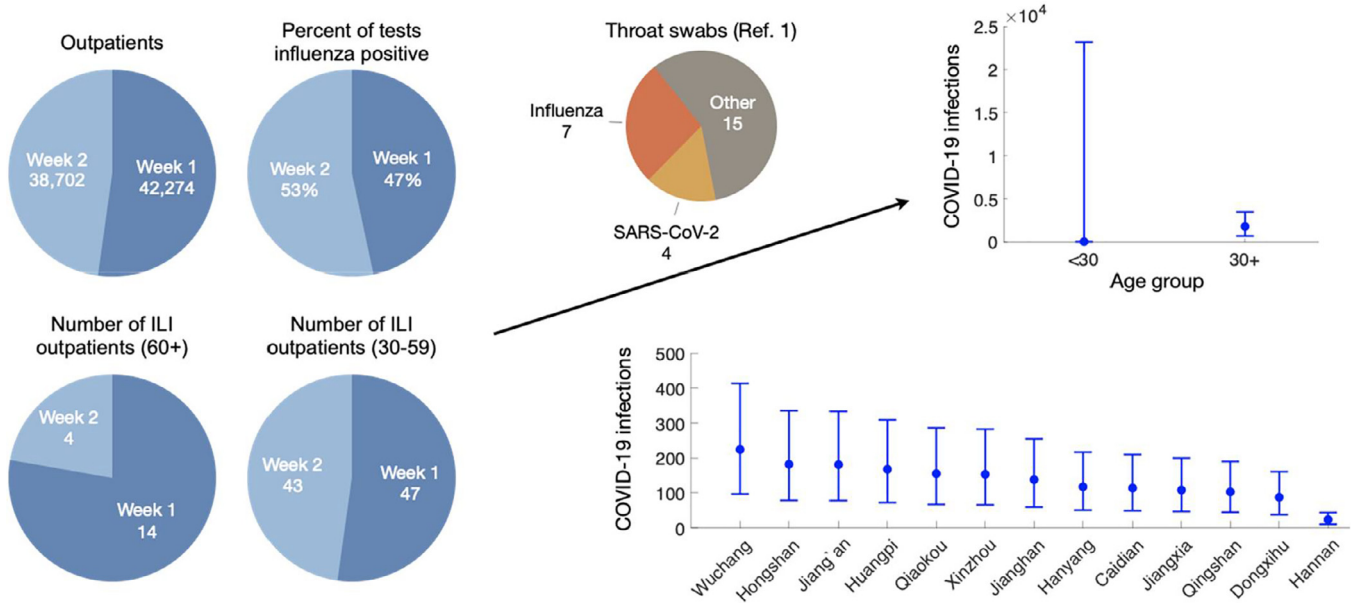 Outpatients
Week 2
38,702
Week 1
42,274
Percent of tests
influenza positive
Week 2
53%
Week 1
47%
Throat swabs (Ref. 1)
Influenza
7
Other
15
SARS-CoV-2
4
×10⁴
2.5
2
1.5
1
0.5
0
COVID-19 infections
<30
30+
Age group
Number of ILI
outpatients (60+)
Week 2
4
Week 1
14
Number of ILI
outpatients (30-59)
Week 2
43
Week 1
47
500
400
300
200
100
0
COVID-19 infections
Wuchang
Hongshan
Jiang`an
Huangpi
Qiaokou
Xinzhou
Jianghan
Hanyang
Caidian
Jiangxia
Qingshan
Dongxihu
Hannan